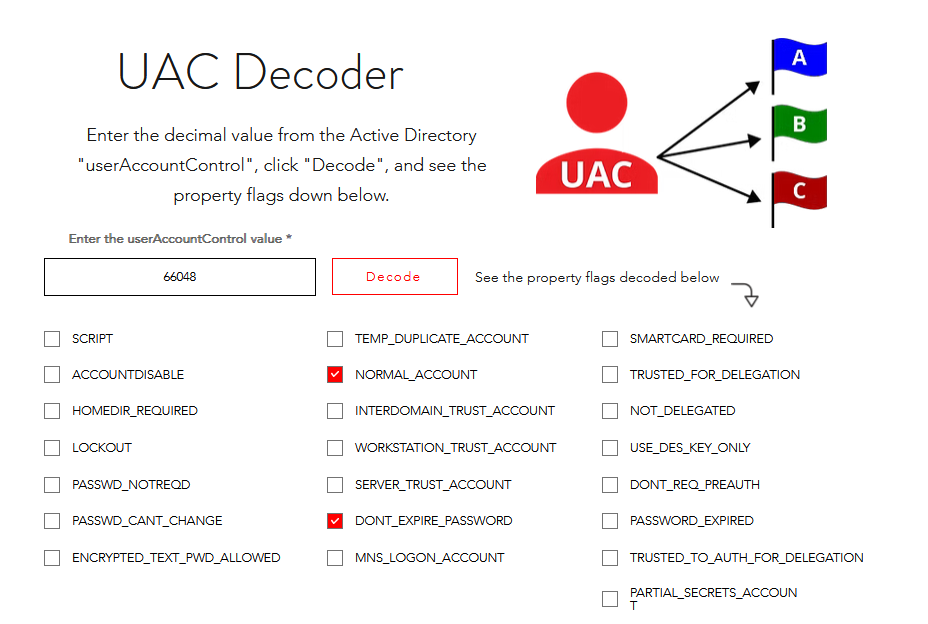 UAC Decoder
Enter the decimal value from the Active Directory
"userAccountControl", click "Decode", and see the
property flags down below.
UAC
A
B
C
Enter the userAccountControl value *
66048
Decode
See the property flags decoded below
SCRIPT
ACCOUNTDISABLE
HOMEDIR_REQUIRED
LOCKOUT
PASSWD_NOTREQD
PASSWD_CANT_CHANGE
ENCRYPTED_TEXT_PWD_ALLOWED
TEMP_DUPLICATE_ACCOUNT
NORMAL_ACCOUNT
INTERDOMAIN_TRUST_ACCOUNT
WORKSTATION_TRUST_ACCOUNT
SERVER_TRUST_ACCOUNT
DONT_EXPIRE_PASSWORD
MNS_LOGON_ACCOUNT
SMARTCARD_REQUIRED
TRUSTED_FOR_DELEGATION
NOT_DELEGATED
USE_DES_KEY_ONLY
DONT_REQ_PREAUTH
PASSWORD_EXPIRED
TRUSTED_TO_AUTH_FOR_DELEGATION
PARTIAL_SECRETS_ACCOUN
T